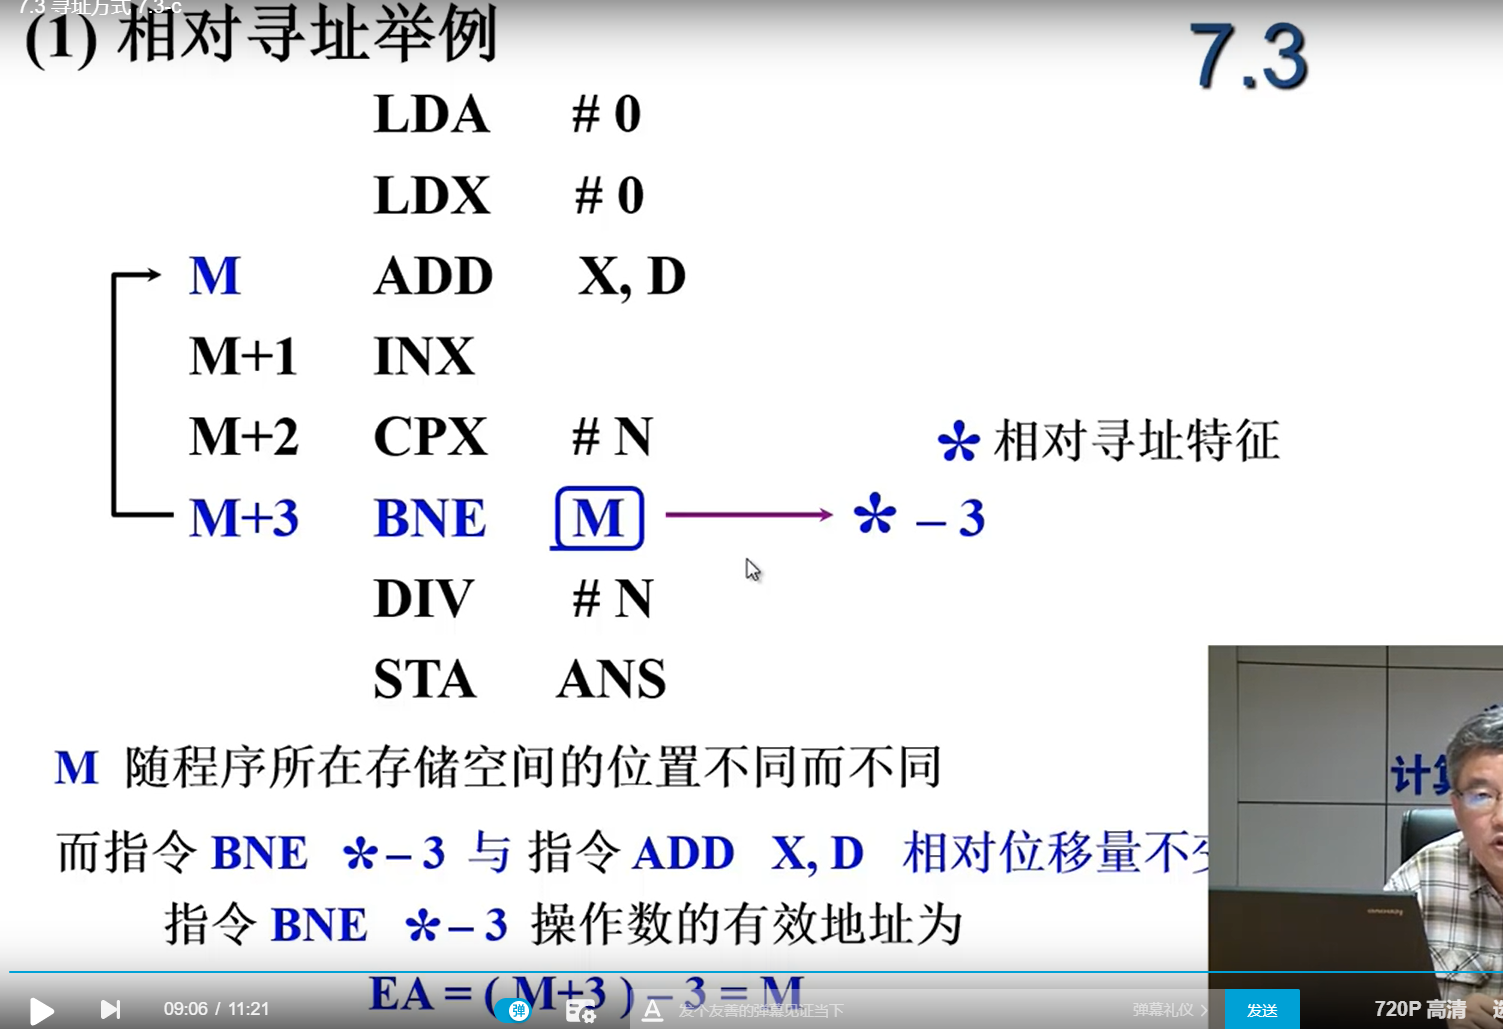 7.3 寻址方式 7.3-c
(1) 相对寻址举例
7.3
LDA # 0
LDX # 0
M ADD X, D
M+1 INX
M+2 CPX # N
* 相对寻址特征
M+3 BNE M * – 3
DIV # N
STA ANS
M 随程序所在存储空间的位置不同而不同
而指令 BNE * – 3 与 指令 ADD X, D 相对位移量不
指令 BNE * – 3 操作数的有效地址为
EA = ( M+3 ) – 3 = M
计算
09:06 / 11:21
弹
发个友善的弹幕见证当下
弹幕礼仪 >
发送
720P 高清